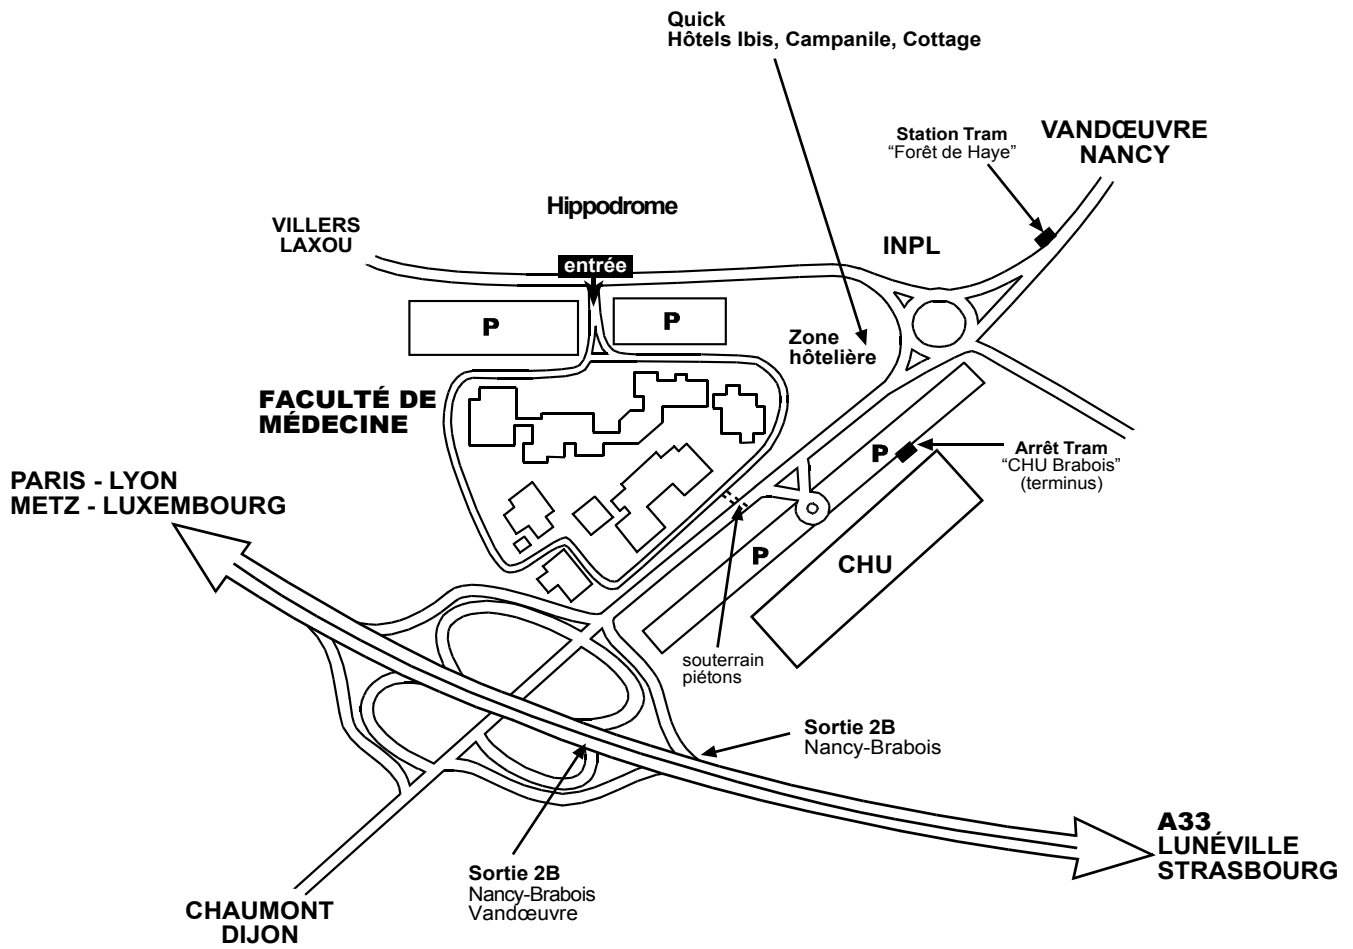 Quick
Hôtels Ibis, Campanile, Cottage
Station Tram
“Forêt de Haye”
VANDŒUVRE
NANCY
Hippodrome
VILLERS
LAXOU
INPL
entrée
P
P
Zone
hôtelière
FACULTÉ DE
MÉDECINE
P
Arrêt Tram
“CHU Brabois”
(terminus)
PARIS - LYON
METZ - LUXEMBOURG
P
CHU
souterrain
piétons
Sortie 2B
Nancy-Brabois
A33
LUNÉVILLE
STRASBOURG
Sortie 2B
Nancy-Brabois
Vandœuvre
CHAUMONT
DIJON